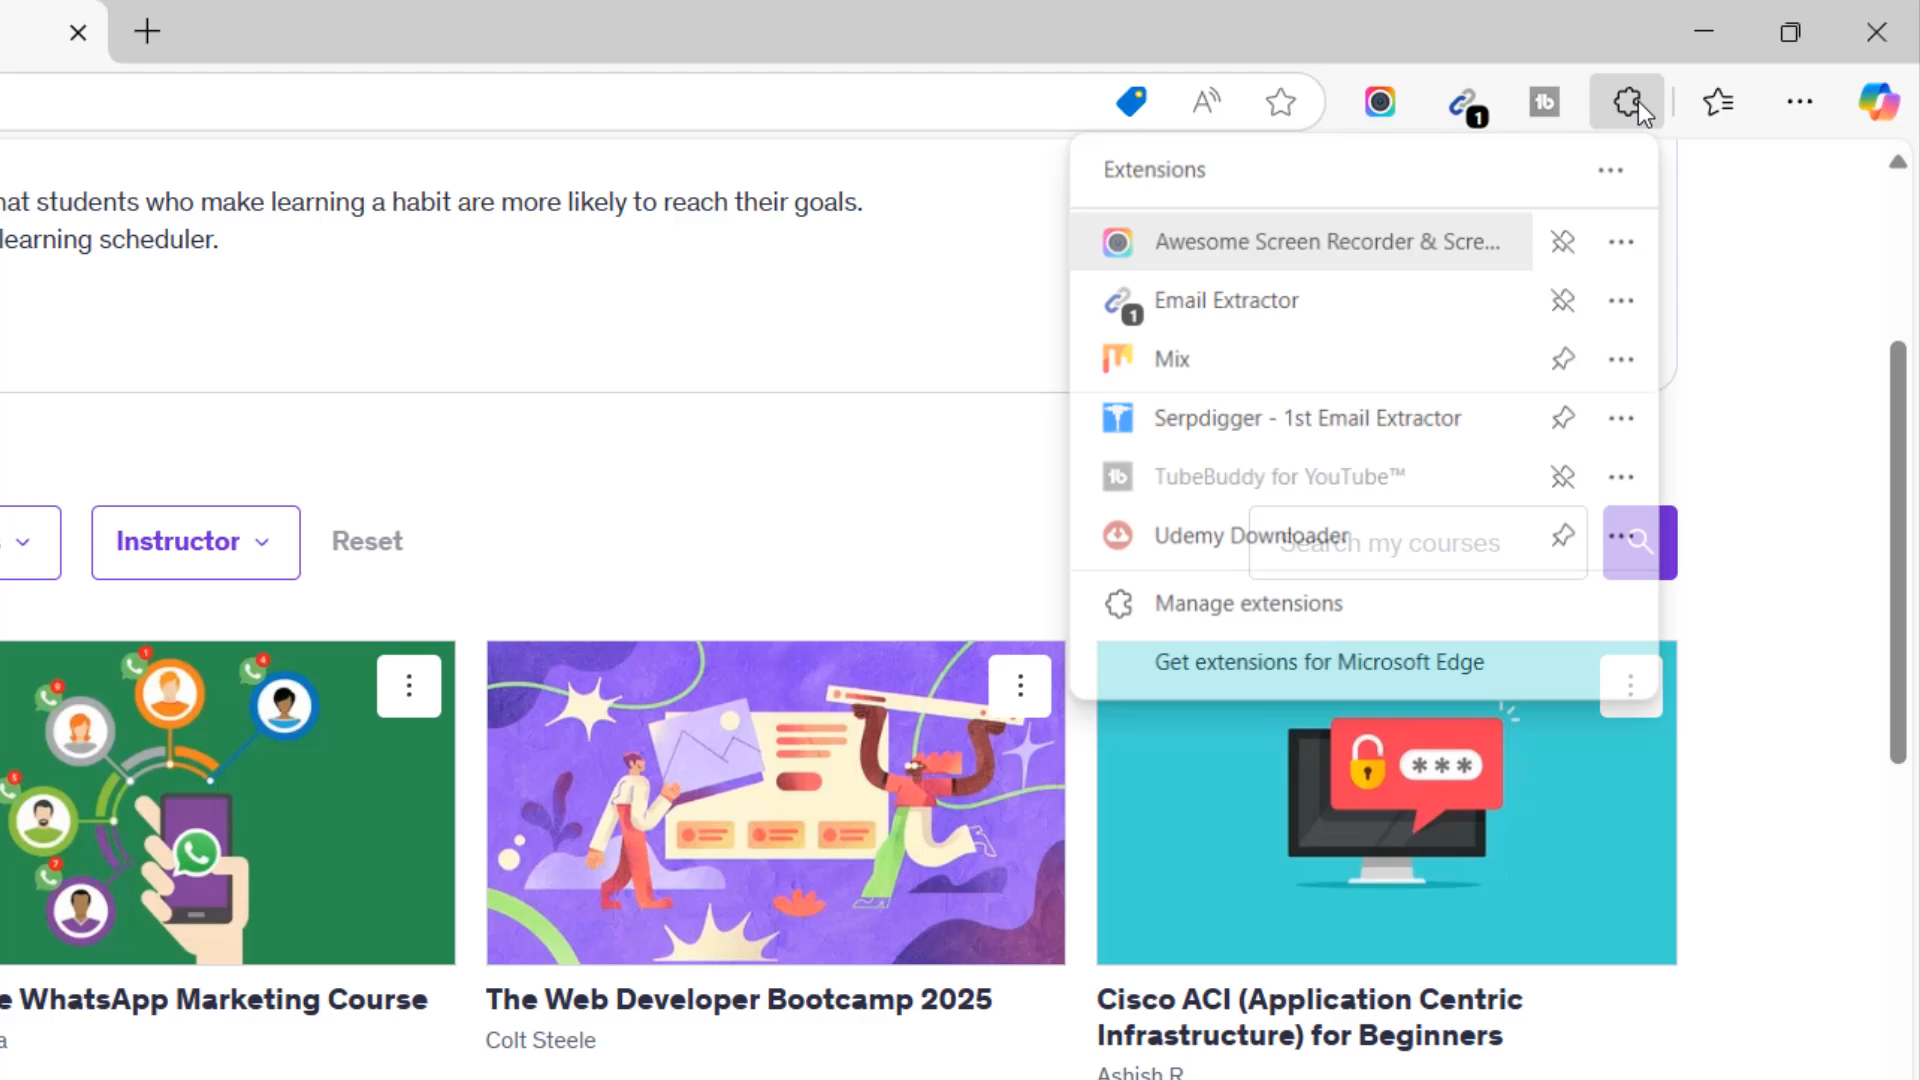 1
Extensions
hat students who make learning a habit are more likely to reach their goals.
learning scheduler.
Awesome Screen Recorder & Scre...
1
Email Extractor
Mix
Serpdigger - 1st Email Extractor
TubeBuddy for YouTube™
Udemy Downloader
Search my courses
Instructor
Reset
Manage extensions
Get extensions for Microsoft Edge
***
e WhatsApp Marketing Course
The Web Developer Bootcamp 2025
Cisco ACI (Application Centric
Infrastructure) for Beginners
a
Colt Steele
Ashish R